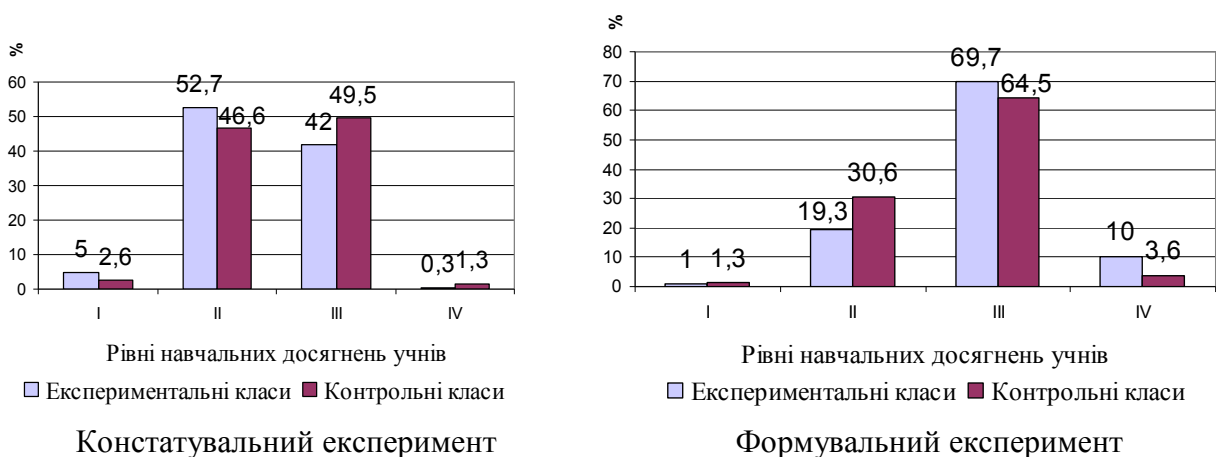 %
60
50
40
30
20
10
0
5
2,6
52,7
46,6
42
49,5
0,3
1,3
I
II
III
IV
Рівні навчальних досягнень учнів
Експериментальні класи
Контрольні класи
Констатувальний експеримент
%
80
70
60
50
40
30
20
10
0
1
1,3
19,3
30,6
69,7
64,5
10
3,6
I
II
III
IV
Рівні навчальних досягнень учнів
Експериментальні класи
Контрольні класи
Формувальний експеримент